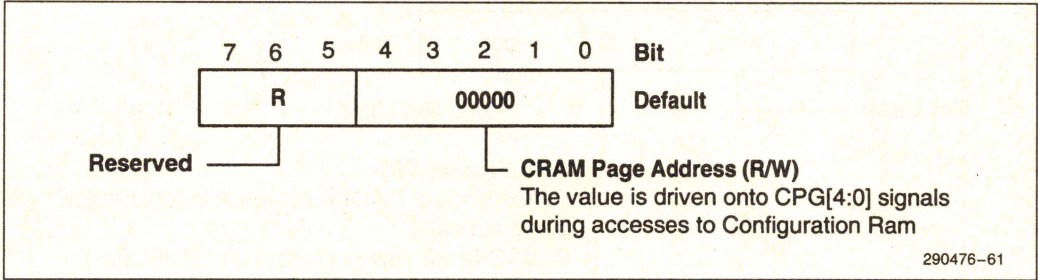 7 6 5 4 3 2 1 0 Bit
R 00000 Default
Reserved
CRAM Page Address (R/W)
The value is driven onto CPG[4:0] signals
during accesses to Configuration Ram
290476–61